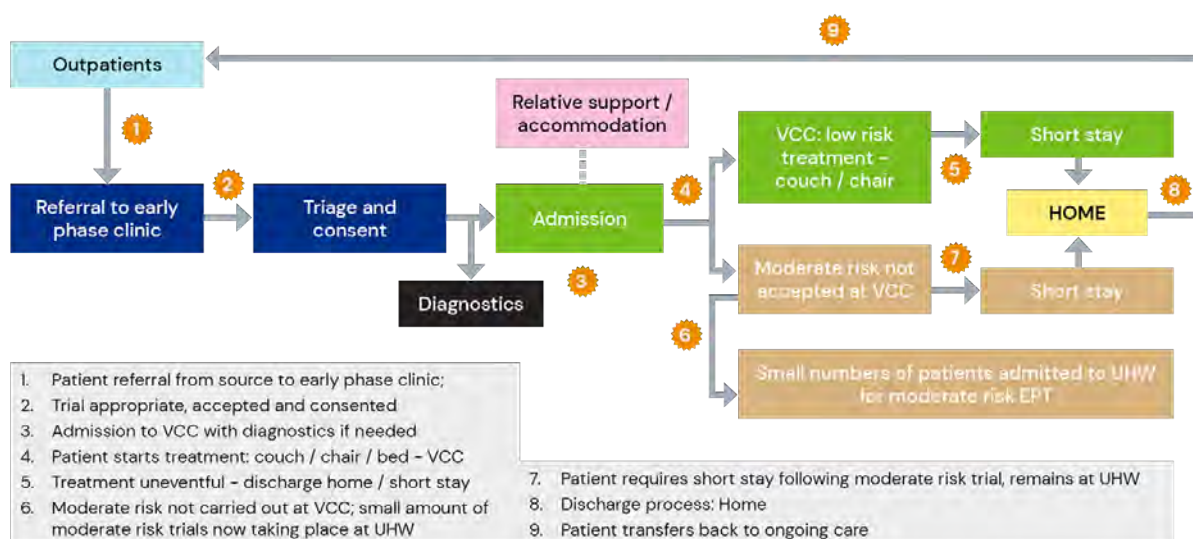 9
Outpatients
1
Relative support /
accommodation
VCC: low risk
treatment –
couch / chair
5
Short stay
2
4
8
Referral to early
phase clinic
Triage and
consent
Admission
HOME
3
Diagnostics
Moderate risk not
accepted at VCC
7
Short stay
6
Small numbers of patients admitted to UHW
for moderate risk EPT
1. Patient referral from source to early phase clinic;
2. Trial appropriate, accepted and consented
3. Admission to VCC with diagnostics if needed
4. Patient starts treatment: couch / chair / bed – VCC
5. Treatment uneventful – discharge home / short stay
6. Moderate risk not carried out at VCC; small amount of
moderate risk trials now taking place at UHW
7. Patient requires short stay following moderate risk trial, remains at UHW
8. Discharge process: Home
9. Patient transfers back to ongoing care